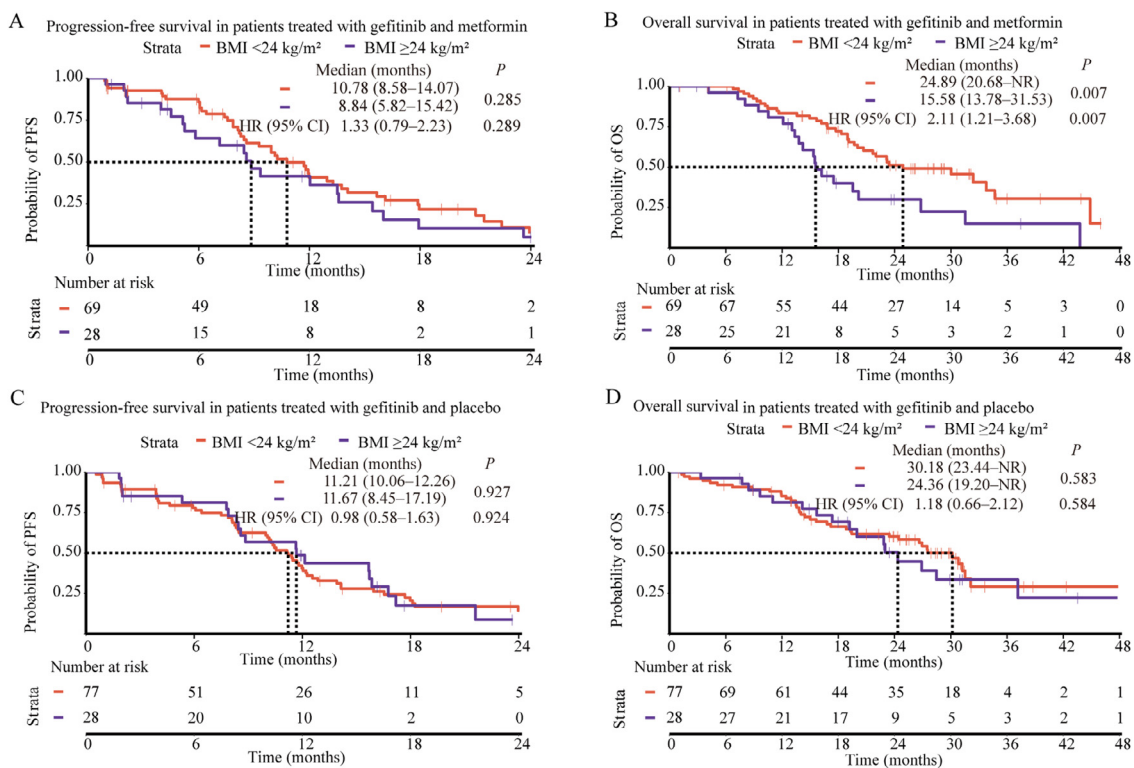 A
Progression-free survival in patients treated with gefitinib and metformin
Strata BMI <24 kg/m² BMI ≥24 kg/m²
Median (months) P
10.78 (8.58–14.07)
8.84 (5.82–15.42)
0.285
HR (95% CI) 1.33 (0.79–2.23) 0.289
Probability of PFS
1.00
0.75
0.50
0.25
0 6 12 18 24
Time (months)
Number at risk
Strata
69 49 18 8 2
28 15 8 2 1
0 6 12 18 24
Time (months)
B
Overall survival in patients treated with gefitinib and metformin
Strata BMI <24 kg/m² BMI ≥24 kg/m²
Median (months) P
24.89 (20.68–NR)
15.58 (13.78–31.53)
0.007
HR (95% CI) 2.11 (1.21–3.68) 0.007
Probability of OS
1.00
0.75
0.50
0.25
0 6 12 18 24 30 36 42 48
Time (months)
Number at risk
Strata
69 67 55 44 27 14 5 3 0
28 25 21 8 5 3 2 1 0
0 6 12 18 24 30 36 42 48
Time (months)
C
Progression-free survival in patients treated with gefitinib and placebo
Strata BMI <24 kg/m² BMI ≥24 kg/m²
Median (months) P
11.21 (10.06–12.26)
11.67 (8.45–17.19)
0.927
HR (95% CI) 0.98 (0.58–1.63) 0.924
Probability of PFS
1.00
0.75
0.50
0.25
0 6 12 18 24
Time (months)
Number at risk
Strata
77 51 26 11 5
28 20 10 2 0
0 6 12 18 24
Time (months)
D
Overall survival in patients treated with gefitinib and placebo
Strata BMI <24 kg/m² BMI ≥24 kg/m²
Median (months) P
30.18 (23.44–NR)
24.36 (19.20–NR)
0.583
HR (95% CI) 1.18 (0.66–2.12) 0.584
Probability of OS
1.00
0.75
0.50
0.25
0 6 12 18 24 30 36 42 48
Time (months)
Number at risk
Strata
77 69 61 44 35 18 4 2 1
28 27 21 17 9 5 3 2 1
0 6 12 18 24 30 36 42 48
Time (months)